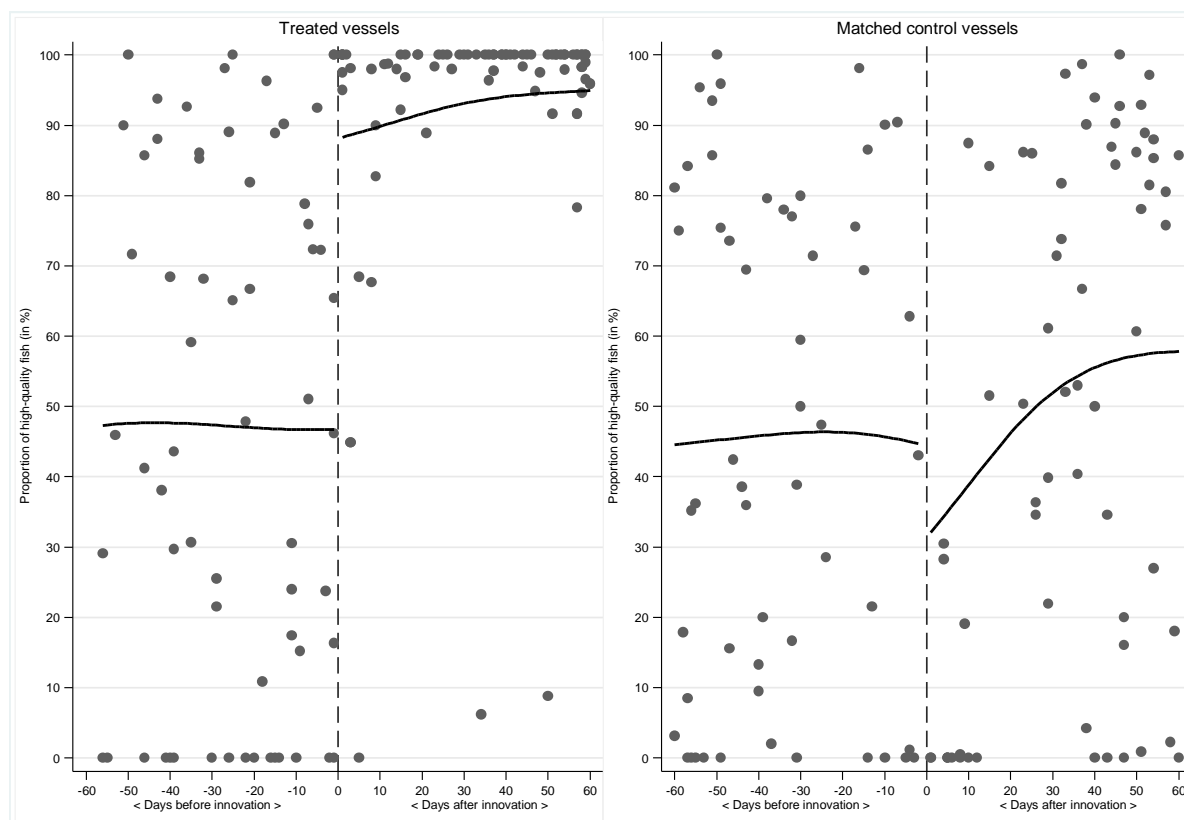 Treated vessels
Proportion of high-quality fish (in %)
100
90
80
70
60
50
40
30
20
10
0
-60 -50 -40 -30 -20 -10 0 10 20 30 40 50 60
< Days before innovation > < Days after innovation >
Matched control vessels
Proportion of high-quality fish (in %)
100
90
80
70
60
50
40
30
20
10
0
-60 -50 -40 -30 -20 -10 0 10 20 30 40 50 60
< Days before innovation > < Days after innovation >